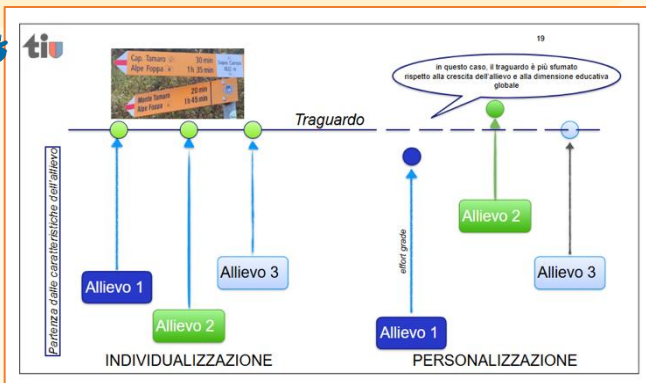 tiu
19
Cap. Tamaro 30 min
Alpe Foppa 1h 35 min
Monte Tamaro 20 min
Alpe Foppa 1h 45 min
in questo caso, il traguardo è più sfumato
rispetto alla crescita dell'allievo e alla dimensione educativa
globale
Traguardo
Partenza dalle caratteristiche dell'allievo
Allievo 1
Allievo 2
Allievo 3
effort grade
Allievo 1
Allievo 2
Allievo 3
INDIVIDUALIZZAZIONE
PERSONALIZZAZIONE